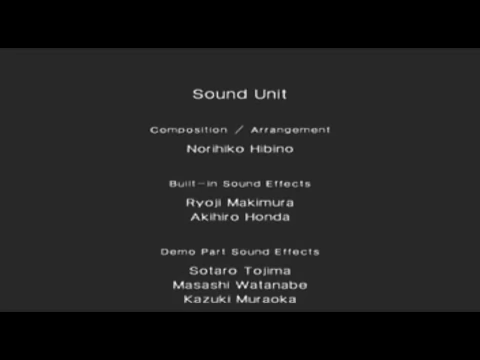 Sound Unit
Composition / Arrangement
Norihiko Hibino
Built-in Sound Effects
Ryoji Makimura
Akihiro Honda
Demo Part Sound Effects
Sotaro Tojima
Masashi Watanabe
Kazuki Muraoka